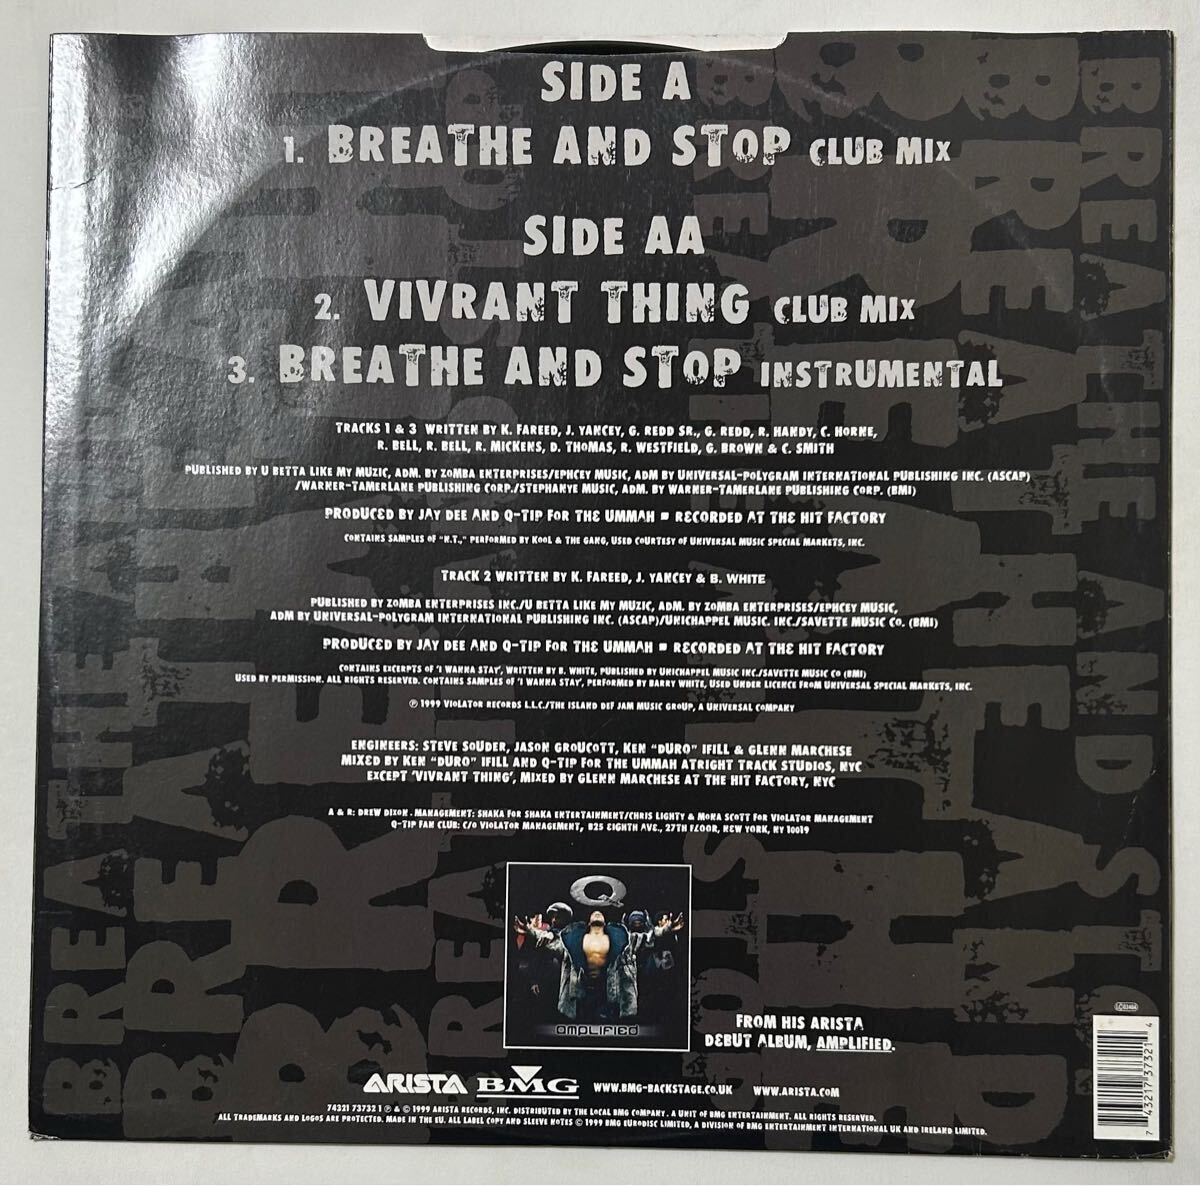 SIDE A
1. BREATHE AND STOP CLUB MIX
SIDE AA
2. VIVRANT THING CLUB MIX
3. BREATHE AND STOP INSTRUMENTAL
TRACKS 1 & 3 WRITTEN BY K. FAREED, J. YANCEY, G. REDD SR., G. REDD, R. HANDY, C. HORNE,
R. BELL, R. BELL, R. MICKENS, D. THOMAS, R. WESTFIELD, G. BROWN & C. SMITH
PUBLISHED BY U BETTA LIKE MY MUZIC, ADM. BY ZOMBA ENTERPRISES/EPHCEY MUSIC, ADM BY UNIVERSAL-POLYGRAM INTERNATIONAL PUBLISHING INC. (ASCAP)
/WARNER-TAMERLANE PUBLISHING CORP./STEPHANYE MUSIC, ADM. BY WARNER-TAMERLANE PUBLISHING CORP. (BMI)
PRODUCED BY JAY DEE AND Q-TIP FOR THE UMMAH ▪ RECORDED AT THE HIT FACTORY
CONTAINS SAMPLES OF "N.T.," PERFORMED BY KOOL & THE GANG, USED COURTESY OF UNIVERSAL MUSIC SPECIAL MARKETS, INC.
TRACK 2 WRITTEN BY K. FAREED, J. YANCEY & B. WHITE
PUBLISHED BY ZOMBA ENTERPRISES INC./U BETTA LIKE MY MUZIC, ADM. BY ZOMBA ENTERPRISES/EPHCEY MUSIC,
ADM BY UNIVERSAL-POLYGRAM INTERNATIONAL PUBLISHING INC. (ASCAP)/UNICHAPPEL MUSIC. INC./SAVETTE MUSIC CO. (BMI)
PRODUCED BY JAY DEE AND Q-TIP FOR THE UMMAH ▪ RECORDED AT THE HIT FACTORY
CONTAINS EXCERPTS OF 'I WANNA STAY', WRITTEN BY B. WHITE, PUBLISHED BY UNICHAPPEL MUSIC INC./SAVETTE MUSIC CO (BMI)
USED BY PERMISSION. ALL RIGHTS RESERVED. CONTAINS SAMPLES OF 'I WANNA STAY', PERFORMED BY BARRY WHITE, USED UNDER LICENCE FROM UNIVERSAL SPECIAL MARKETS, INC.
℗ 1999 VIOLATOR RECORDS L.L.C./THE ISLAND DEF JAM MUSIC GROUP, A UNIVERSAL COMPANY
ENGINEERS: STEVE SOUDER, JASON GROUCOTT, KEN "DURO" IFILL & GLENN MARCHESE
MIXED BY KEN "DURO" IFILL AND Q-TIP FOR THE UMMAH ATRIGHT TRACK STUDIOS, NYC
EXCEPT 'VIVRANT THING', MIXED BY GLENN MARCHESE AT THE HIT FACTORY, NYC
A & R: DREW DIXON. MANAGEMENT: SHAKA FOR SHAKA ENTERTAINMENT/CHRIS LIGHTY & MONA SCOTT FOR VIOLATOR MANAGEMENT
Q-TIP FAN CLUB: C/O VIOLATOR MANAGEMENT, 825 EIGHTH AVE., 27TH FLOOR, NEW YORK, NY 10019
Q
AMPLIFIED
FROM HIS ARISTA
DEBUT ALBUM, AMPLIFIED.
LC 03484
ARISTA BMG WWW.BMG-BACKSTAGE.CO.UK WWW.ARISTA.COM
74321 73732 1 ℗ & © 1999 ARISTA RECORDS, INC. DISTRIBUTED BY THE LOCAL BMG COMPANY. A UNIT OF BMG ENTERTAINMENT. ALL RIGHTS RESERVED.
ALL TRADEMARKS AND LOGOS ARE PROTECTED. MADE IN THE EU. ALL LABEL COPY AND SLEEVE NOTES © 1999 BMG EURODISC LIMITED, A DIVISION OF BMG ENTERTAINMENT INTERNATIONAL UK AND IRELAND LIMITED.
7 43217 37321 4